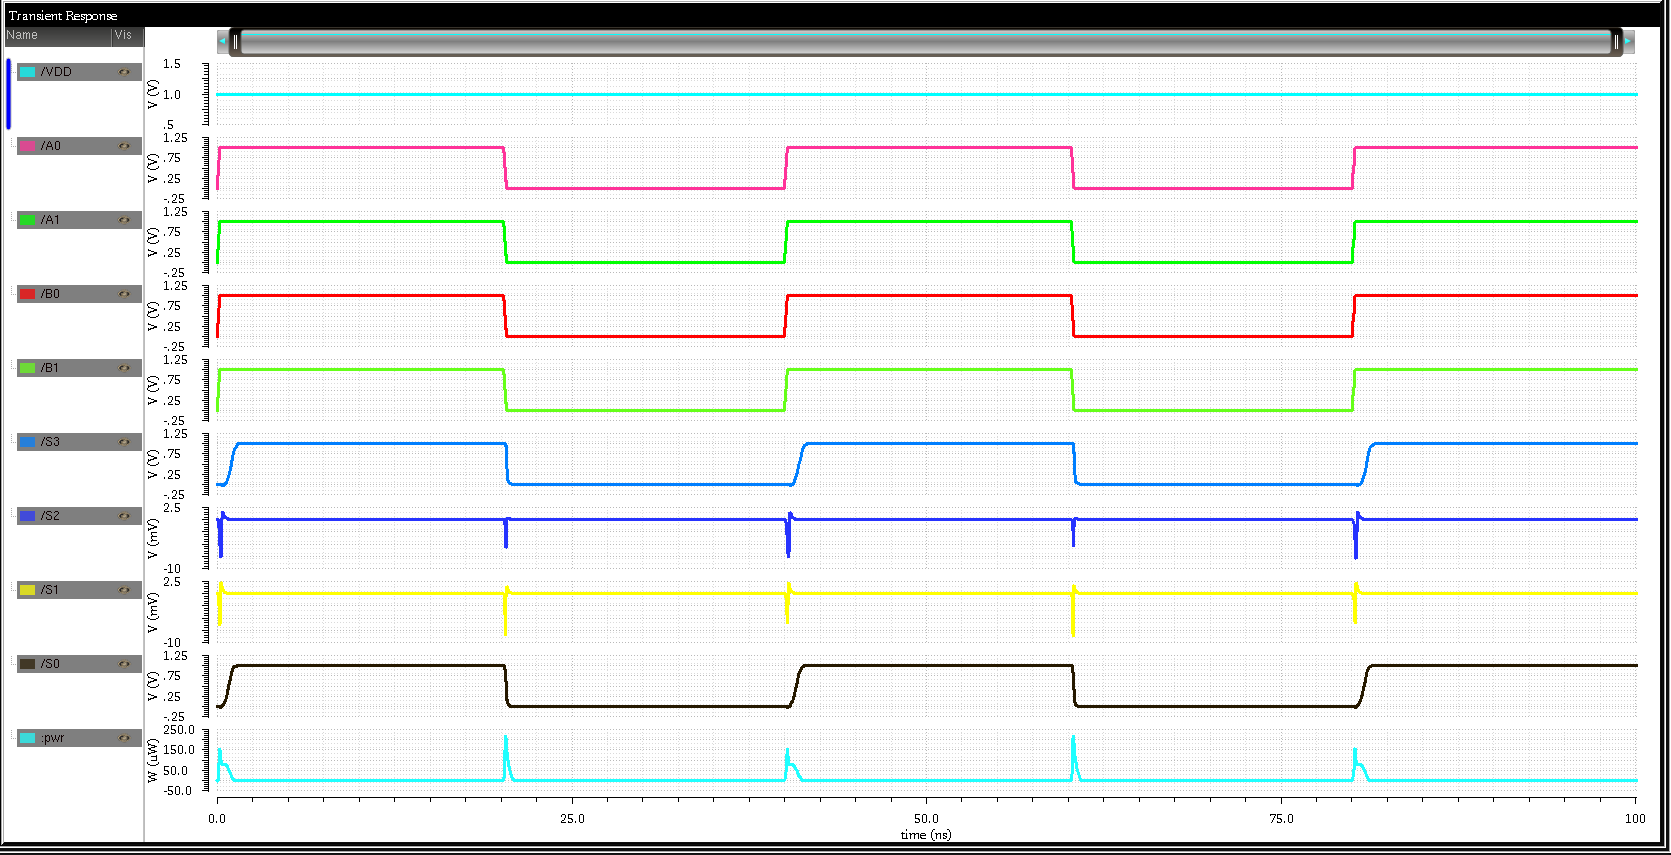 Transient Response
Name Vis
/VDD
V (V)
1.5
1.0
.5
/A0
V (V)
1.25
.75
.25
-.25
/A1
V (V)
1.25
.75
.25
-.25
/B0
V (V)
1.25
.75
.25
-.25
/B1
V (V)
1.25
.75
.25
-.25
/S3
V (V)
1.25
.75
.25
-.25
/S2
V (mV)
2.5
-10
/S1
V (mV)
2.5
-10
/S0
V (V)
1.25
.75
.25
-.25
:pwr
W (uW)
250.0
150.0
50.0
-50.0
0.0 25.0 50.0 75.0 100
time (ns)